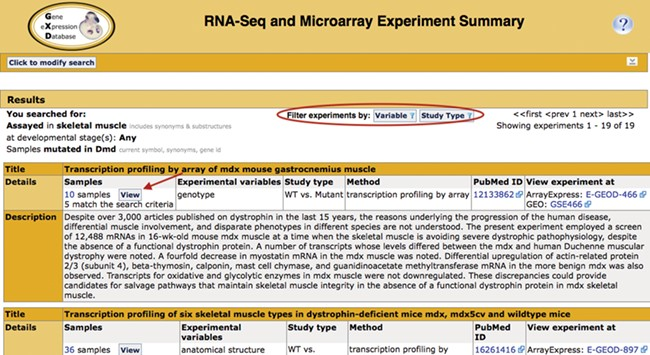 Gene
eXpression
Database
RNA-Seq and Microarray Experiment Summary
?
Click to modify search
Results
You searched for:
Assayed in skeletal muscle includes synonyms & substructures
at developmental stage(s): Any
Samples mutated in Dmd current symbol, synonyms, gene id
Filter experiments by: Variable Study Type
<<first <prev 1 next> last>>
Showing experiments 1 - 19 of 19
Title Transcription profiling by array of mdx mouse gastrocnemius muscle
Details Samples Experimental variables Study type Method PubMed ID View experiment at
10 samples View genotype WT vs. Mutant transcription profiling by array 12133862 ArrayExpress: E-GEOD-466
5 match the search criteria GEO: GSE466
Description Despite over 3,000 articles published on dystrophin in the last 15 years, the reasons underlying the progression of the human disease,
differential muscle involvement, and disparate phenotypes in different species are not understood. The present experiment employed a screen
of 12,488 mRNAs in 16-wk-old mouse mdx muscle at a time when the skeletal muscle is avoiding severe dystrophic pathophysiology, despite
the absence of a functional dystrophin protein. A number of transcripts whose levels differed between the mdx and human Duchenne muscular
dystrophy were noted. A fourfold decrease in myostatin mRNA in the mdx muscle was noted. Differential upregulation of actin-related protein
2/3 (subunit 4), beta-thymosin, calponin, mast cell chymase, and guanidinoacetate methyltransferase mRNA in the more benign mdx was also
observed. Transcripts for oxidative and glycolytic enzymes in mdx muscle were not downregulated. These discrepancies could provide
candidates for salvage pathways that maintain skeletal muscle integrity in the absence of a functional dystrophin protein in mdx skeletal
muscle.
Title Transcription profiling of six skeletal muscle types in dystrophin-deficient mice mdx, mdx5cv and wildtype mice
Details Samples Experimental variables Study type Method PubMed ID View experiment at
36 samples View anatomical structure WT vs. transcription profiling by 16261416 ArrayExpress: E-GEOD-897